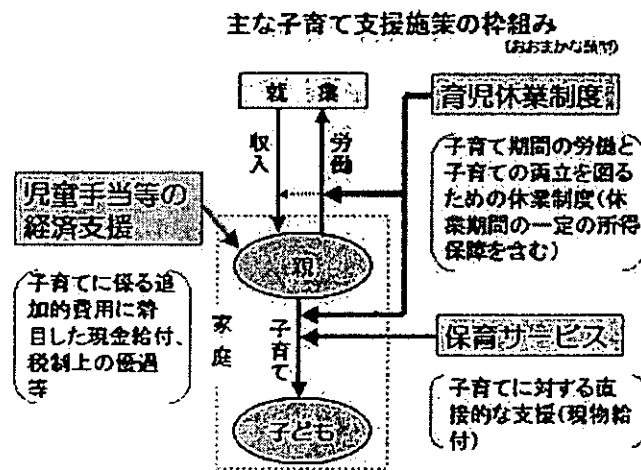 主な子育て支援施策の枠組み
就 業
収入
労働
育児休業制度
子育て期間の労働と
子育ての両立を図る
ための休業制度(休
業期間の一定の所得
保障を含む)
児童手当等の
経済支援
子育てに係る追
加的費用に着
目した現金給付、
税制上の優遇
等
親
家庭
子育て
保育サービス
子育てに対する直
接的な支援(現物給
付)
子ども